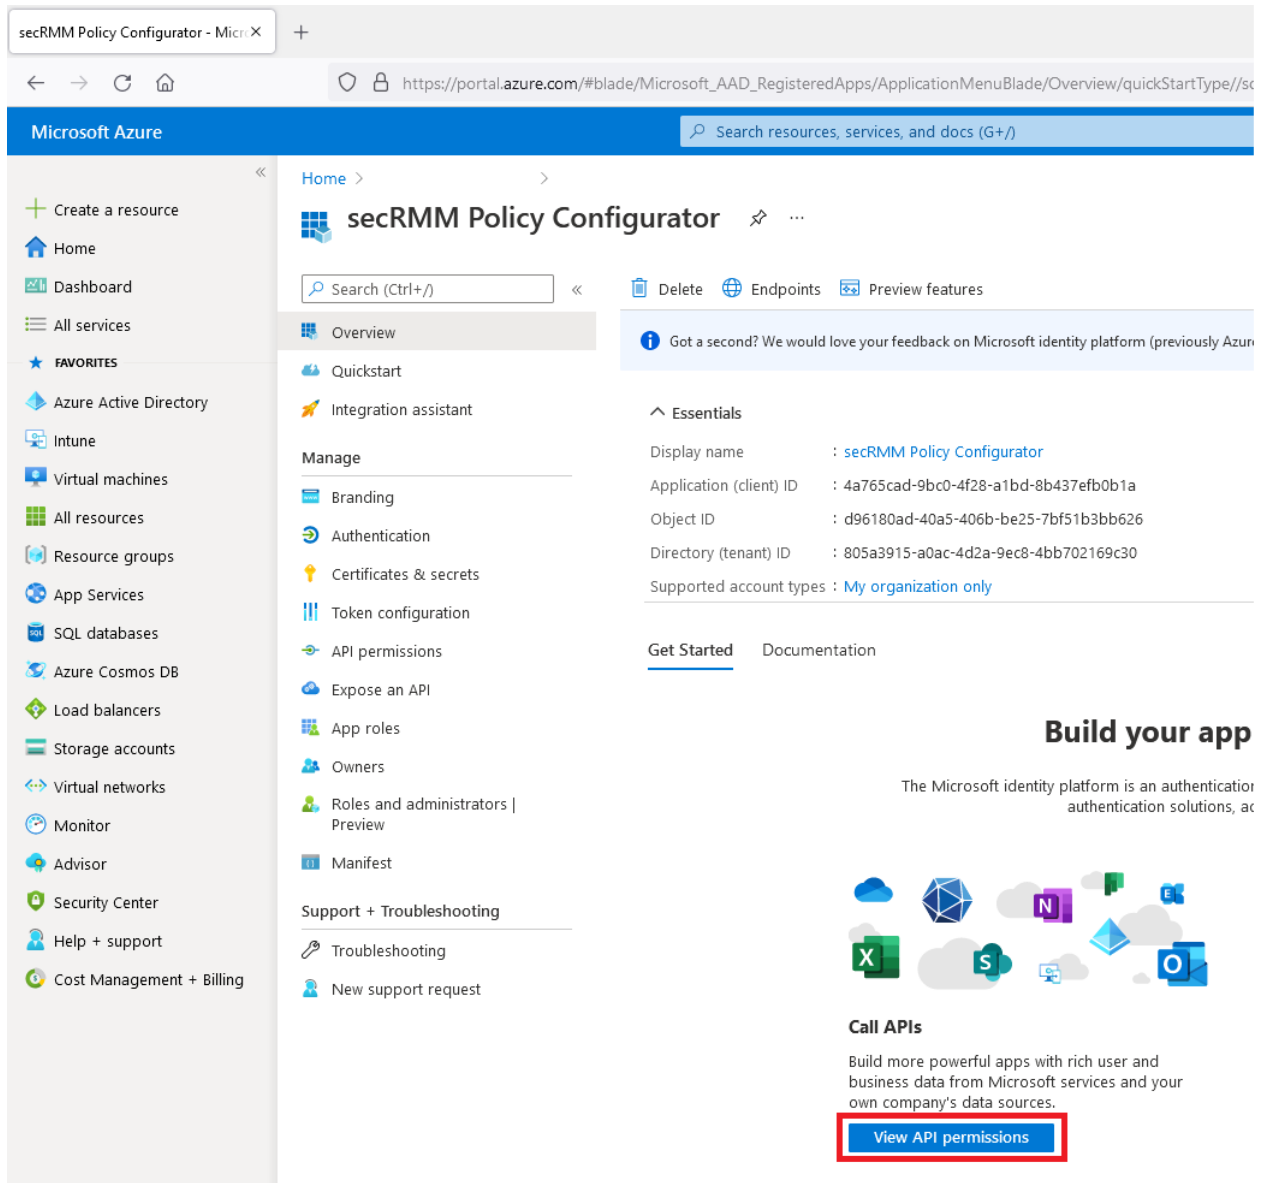 secRMM Policy Configurator - Micro
https://portal.azure.com/#blade/Microsoft_AAD_RegisteredApps/ApplicationMenuBlade/Overview/quickStartType//so
Microsoft Azure
Search resources, services, and docs (G+/)
Create a resource
Home
Dashboard
All services
FAVORITES
Azure Active Directory
Intune
Virtual machines
All resources
Resource groups
App Services
SQL databases
Azure Cosmos DB
Load balancers
Storage accounts
Virtual networks
Monitor
Advisor
Security Center
Help + support
Cost Management + Billing
Home
secRMM Policy Configurator
Search (Ctrl+/)
Overview
Quickstart
Integration assistant
Manage
Branding
Authentication
Certificates & secrets
Token configuration
API permissions
Expose an API
App roles
Owners
Roles and administrators |
Preview
Manifest
Support + Troubleshooting
Troubleshooting
New support request
Delete
Endpoints
Preview features
Got a second? We would love your feedback on Microsoft identity platform (previously Azure
Essentials
Display name : secRMM Policy Configurator
Application (client) ID : 4a765cad-9bc0-4f28-a1bd-8b437efb0b1a
Object ID : d96180ad-40a5-406b-be25-7bf51b3bb626
Directory (tenant) ID : 805a3915-a0ac-4d2a-9ec8-4bb702169c30
Supported account types : My organization only
Get Started
Documentation
Build your app
The Microsoft identity platform is an authentication
authentication solutions, ac
Call APIs
Build more powerful apps with rich user and
business data from Microsoft services and your
own company's data sources.
View API permissions